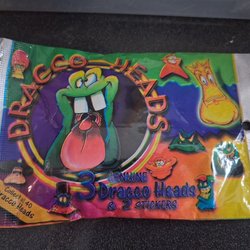 DRACCO HEADS
3 GENUINE
Dracco Heads
& 2 STICKERS
Collect all 40
Dracco Heads